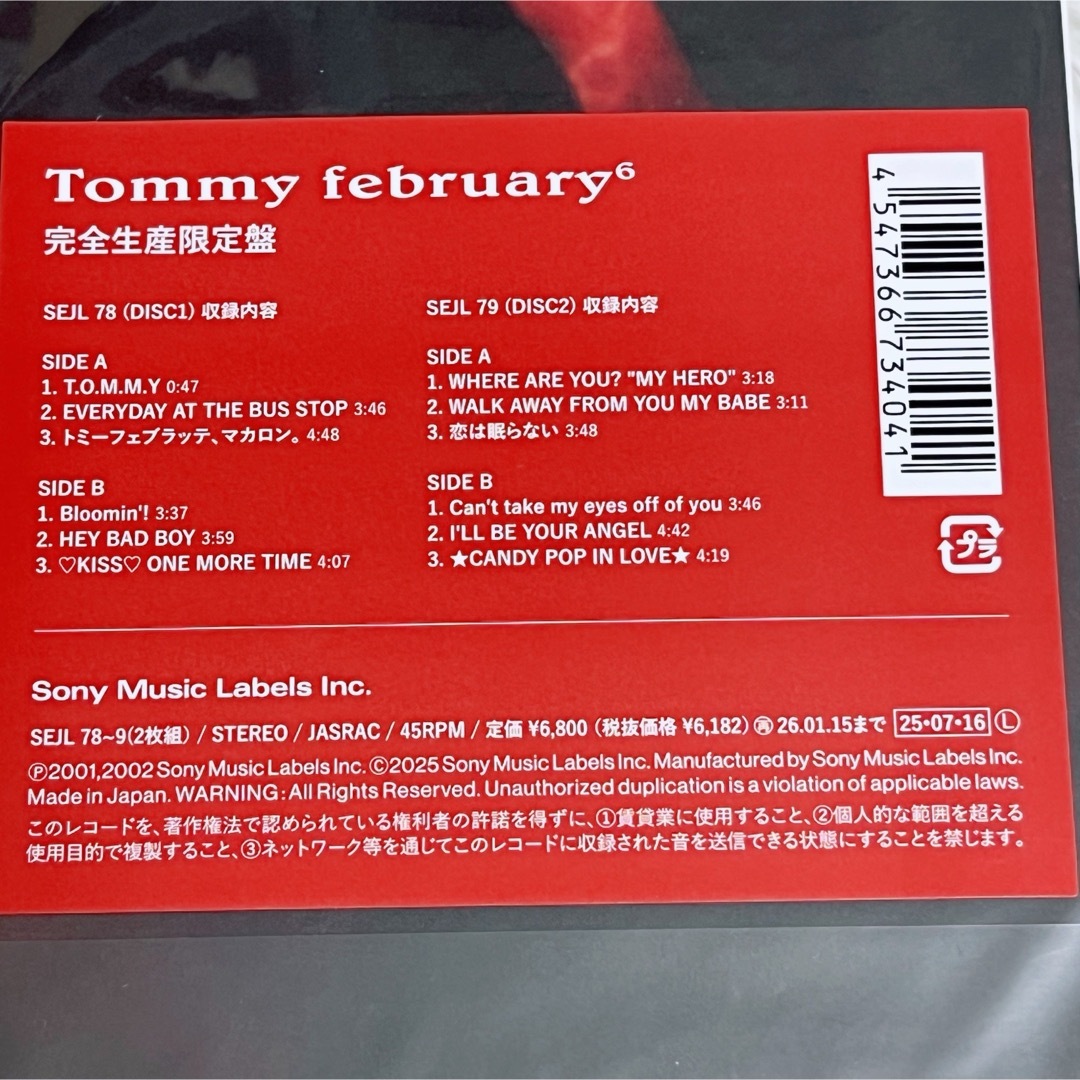 Tommy february⁶
完全生産限定盤
SEJL 78 (DISC1) 収録内容
SIDE A
1. T.O.M.M.Y 0:47
2. EVERYDAY AT THE BUS STOP 3:46
3. トミーフェブラッテ、マカロン。 4:48
SIDE B
1. Bloomin'! 3:37
2. HEY BAD BOY 3:59
3. ♡KISS♡ ONE MORE TIME 4:07
SEJL 79 (DISC2) 収録内容
SIDE A
1. WHERE ARE YOU? "MY HERO" 3:18
2. WALK AWAY FROM YOU MY BABE 3:11
3. 恋は眠らない 3:48
SIDE B
1. Can't take my eyes off of you 3:46
2. I'LL BE YOUR ANGEL 4:42
3. ★CANDY POP IN LOVE★ 4:19
4547366734041
プラ
Sony Music Labels Inc.
SEJL 78~9(2枚組) / STEREO / JASRAC / 45RPM / 定価 ¥6,800 (税抜価格 ¥6,182) ㋐ 26.01.15まで 25•07•16 Ⓛ
Ⓟ2001,2002 Sony Music Labels Inc. Ⓒ2025 Sony Music Labels Inc. Manufactured by Sony Music Labels Inc.
Made in Japan. WARNING: All Rights Reserved. Unauthorized duplication is a violation of applicable laws.
このレコードを、著作権法で認められている権利者の許諾を得ずに、①賃貸業に使用すること、②個人的な範囲を超える
使用目的で複製すること、③ネットワーク等を通じてこのレコードに収録された音を送信できる状態にすることを禁じます。